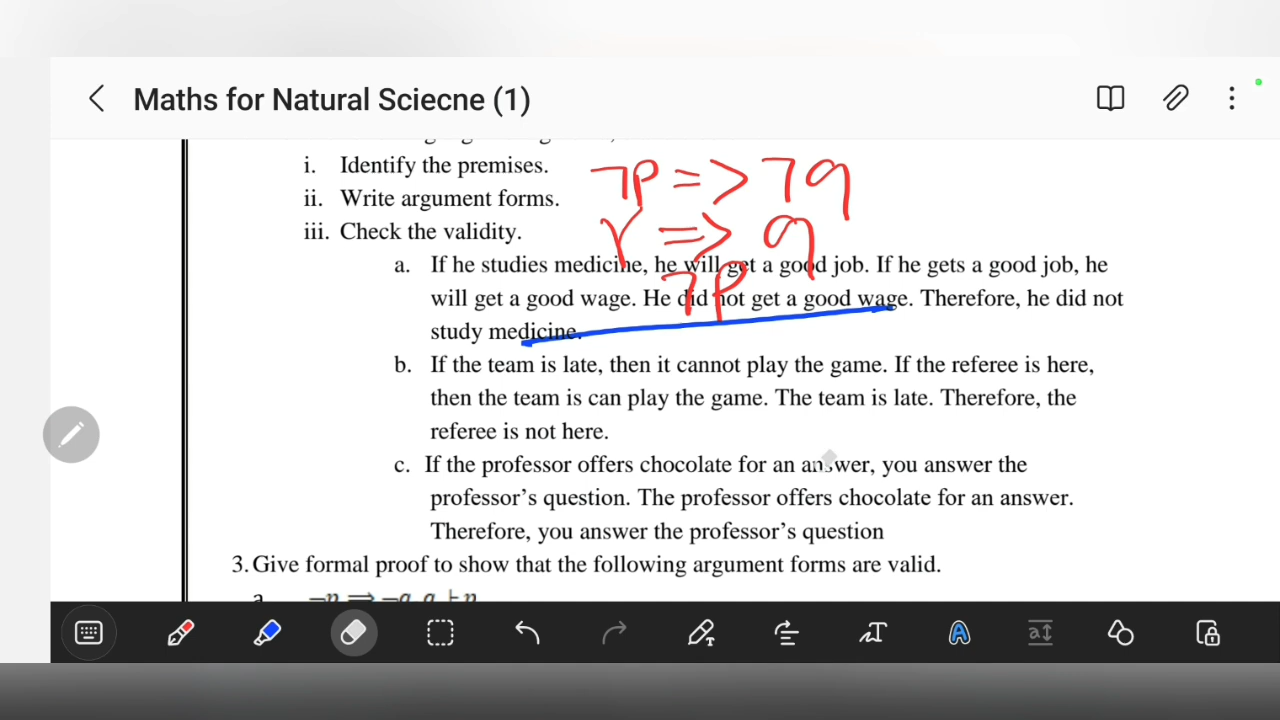 Maths for Natural Sciecne (1)
i. Identify the premises.
¬p => ¬q
ii. Write argument forms.
iii. Check the validity.
r => q
a. If he studies medicine, he will get a good job. If he gets a good job, he
¬p
will get a good wage. He did not get a good wage. Therefore, he did not
study medicine.
b. If the team is late, then it cannot play the game. If the referee is here,
then the team is can play the game. The team is late. Therefore, the
referee is not here.
c. If the professor offers chocolate for an answer, you answer the
professor’s question. The professor offers chocolate for an answer.
Therefore, you answer the professor’s question
3. Give formal proof to show that the following argument forms are valid.
a. ¬p ⟹ ¬q, q ⊢ p